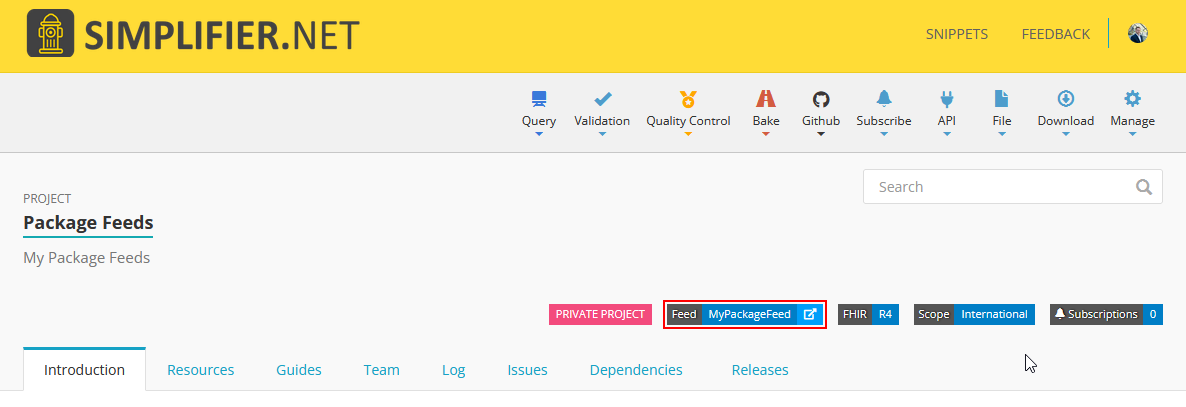 SIMPLIFIER.NET
SNIPPETS FEEDBACK
Query Validation Quality Control Bake Github Subscribe API File Download Manage
Search
PROJECT
Package Feeds
My Package Feeds
PRIVATE PROJECT Feed MyPackageFeed FHIR R4 Scope International Subscriptions 0
Introduction Resources Guides Team Log Issues Dependencies Releases